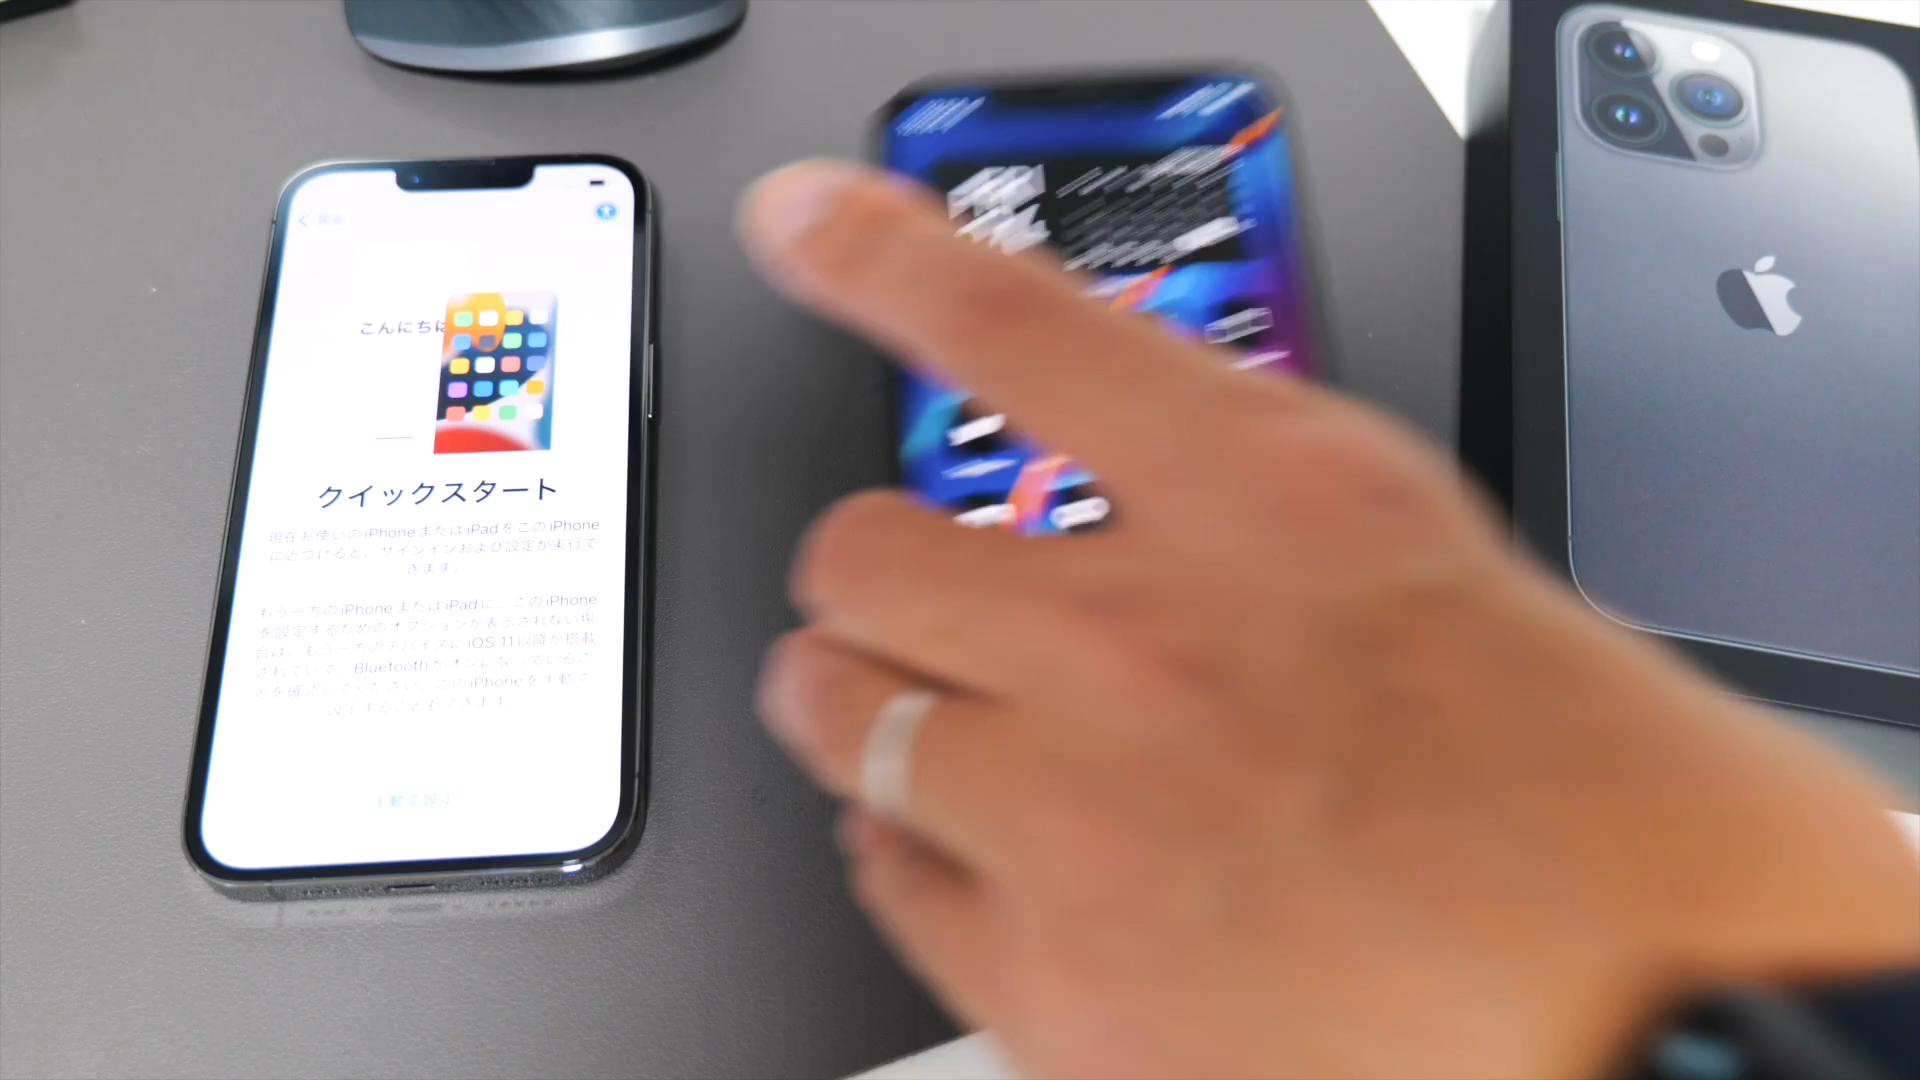 戻る
こんにちは
クイックスタート
現在お使いのiPhoneまたはiPadをこのiPhone
に近づけると、サインインおよび設定が実行で
きます。
もう一方のiPhoneまたはiPadに、このiPhone
を設定するためのオプションが表示されない場
合は、もう一方のデバイスにiOS 11以降が搭載
されていて、Bluetoothがオンになっているこ
とを確認してください。このiPhoneを手動で
設定することもできます。
手動で設定